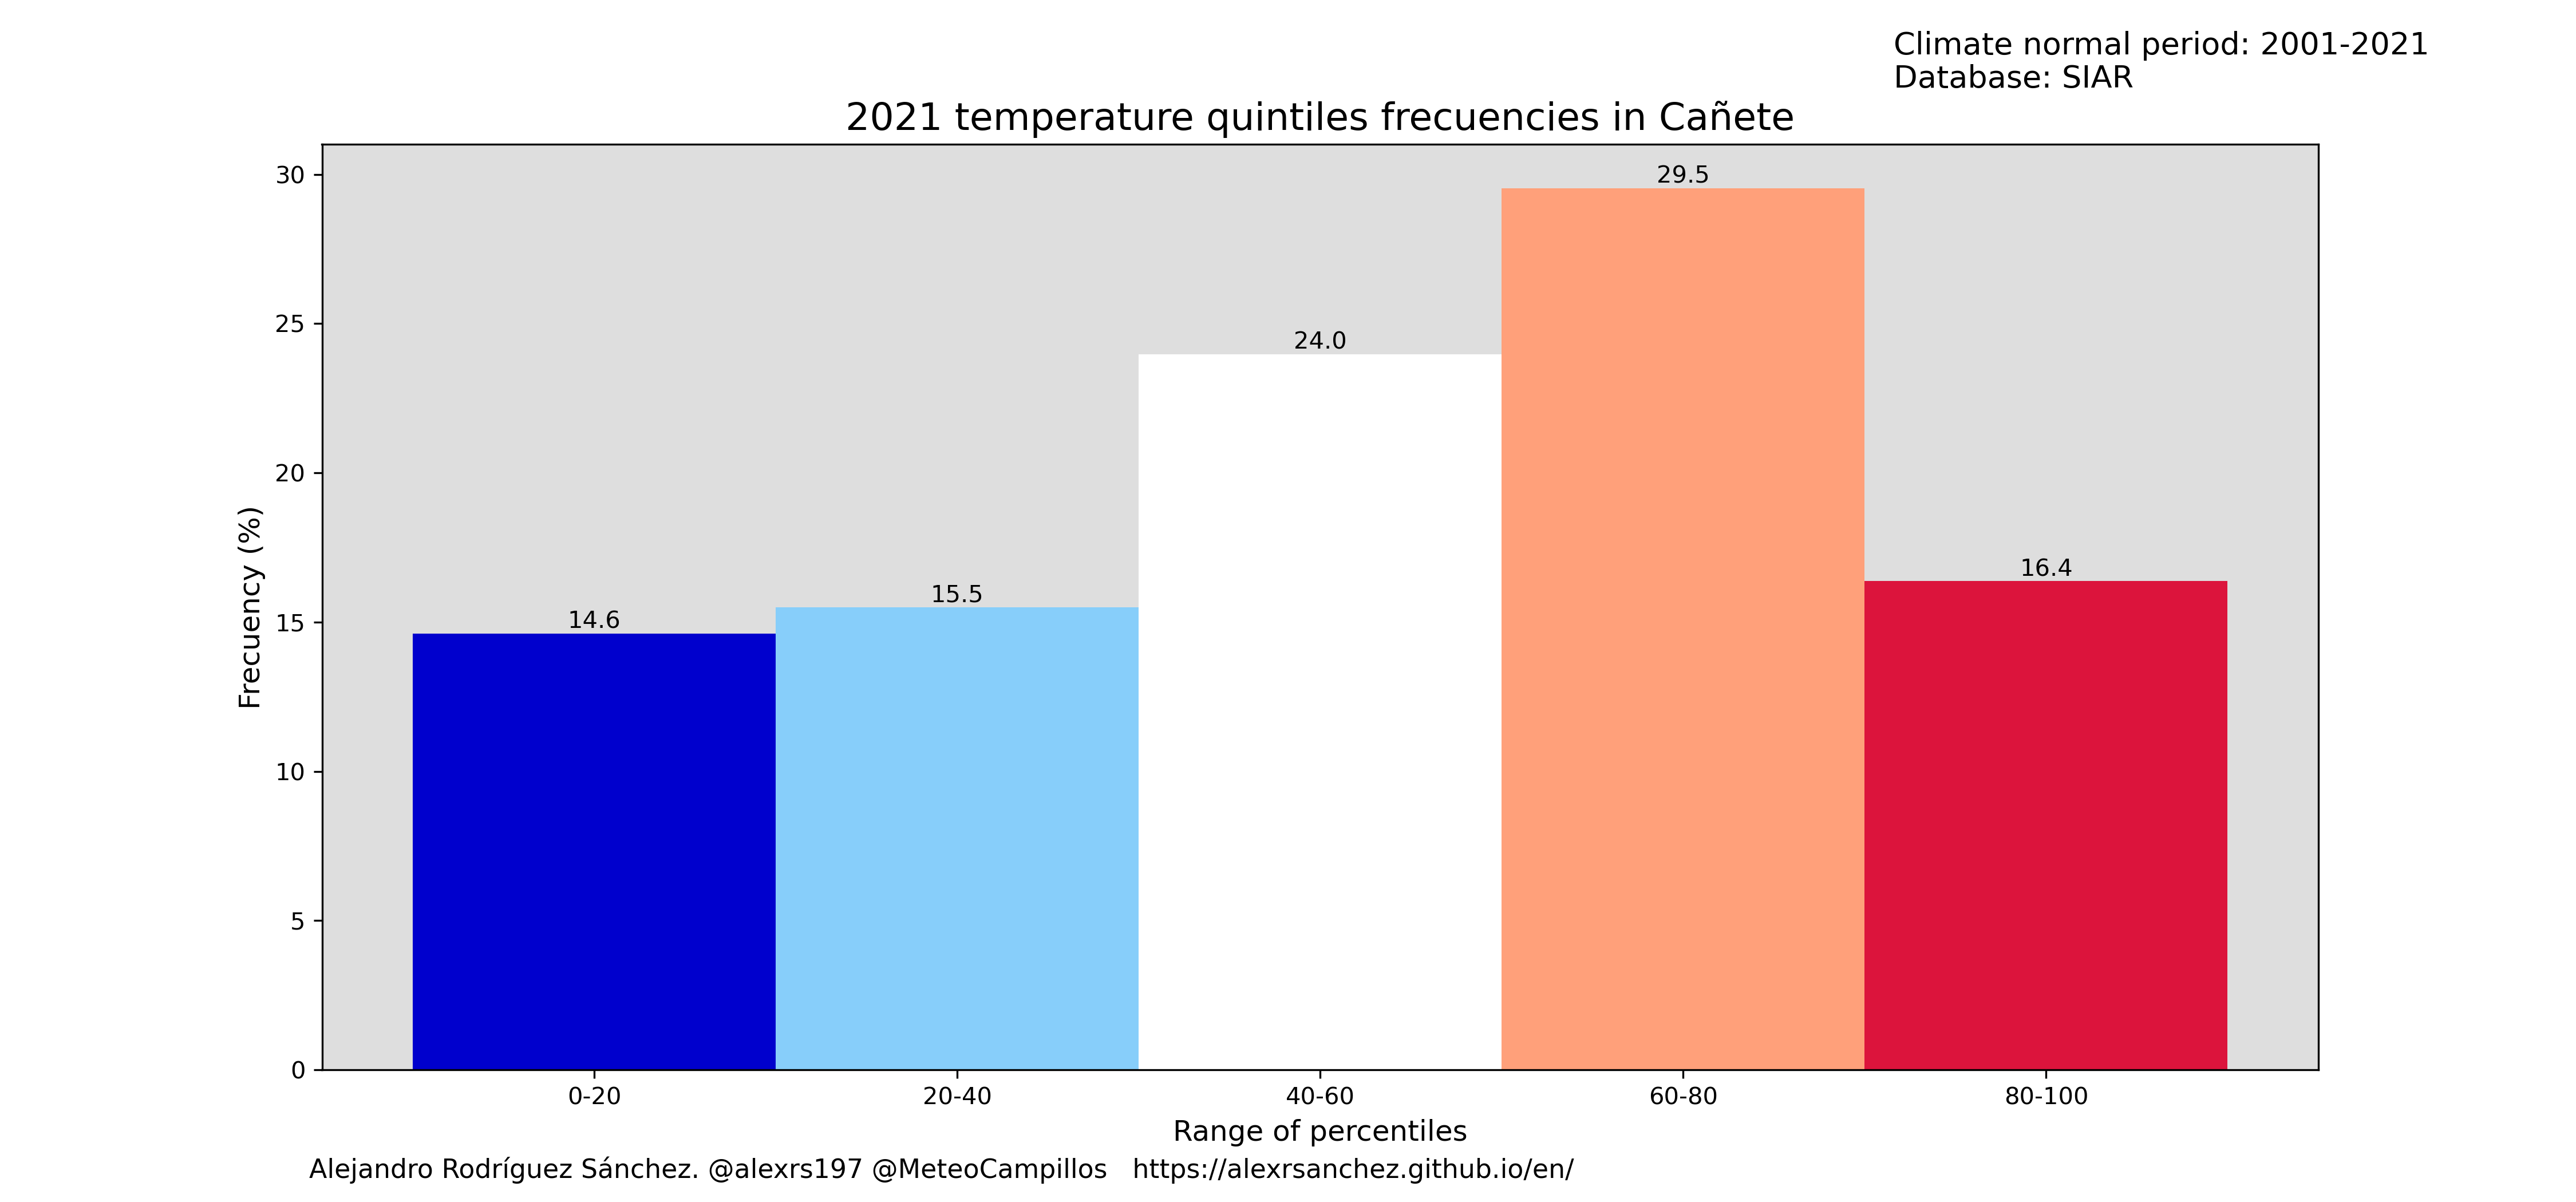 Climate normal period: 2001-2021
Database: SIAR
2021 temperature quintiles frecuencies in Cañete
30
25
20
15
10
5
0
Frecuency (%)
14.6
15.5
24.0
29.5
16.4
0-20
20-40
40-60
60-80
80-100
Range of percentiles
Alejandro Rodríguez Sánchez. @alexrs197 @MeteoCampillos https://alexrsanchez.github.io/en/